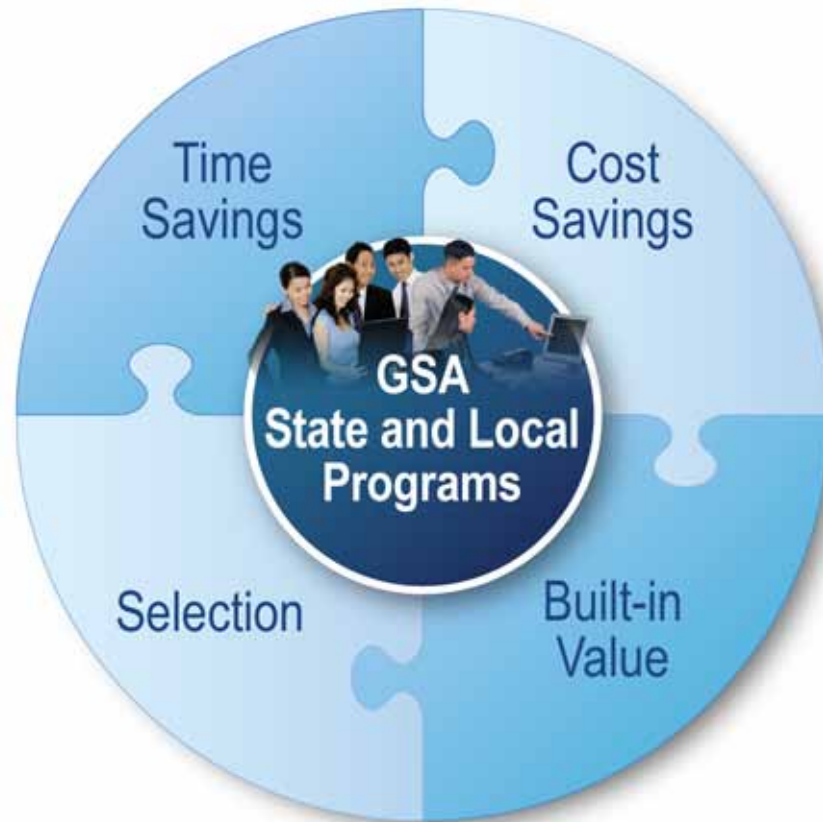 Time
Savings
Cost
Savings
GSA
State and Local
Programs
Selection
Built-in
Value